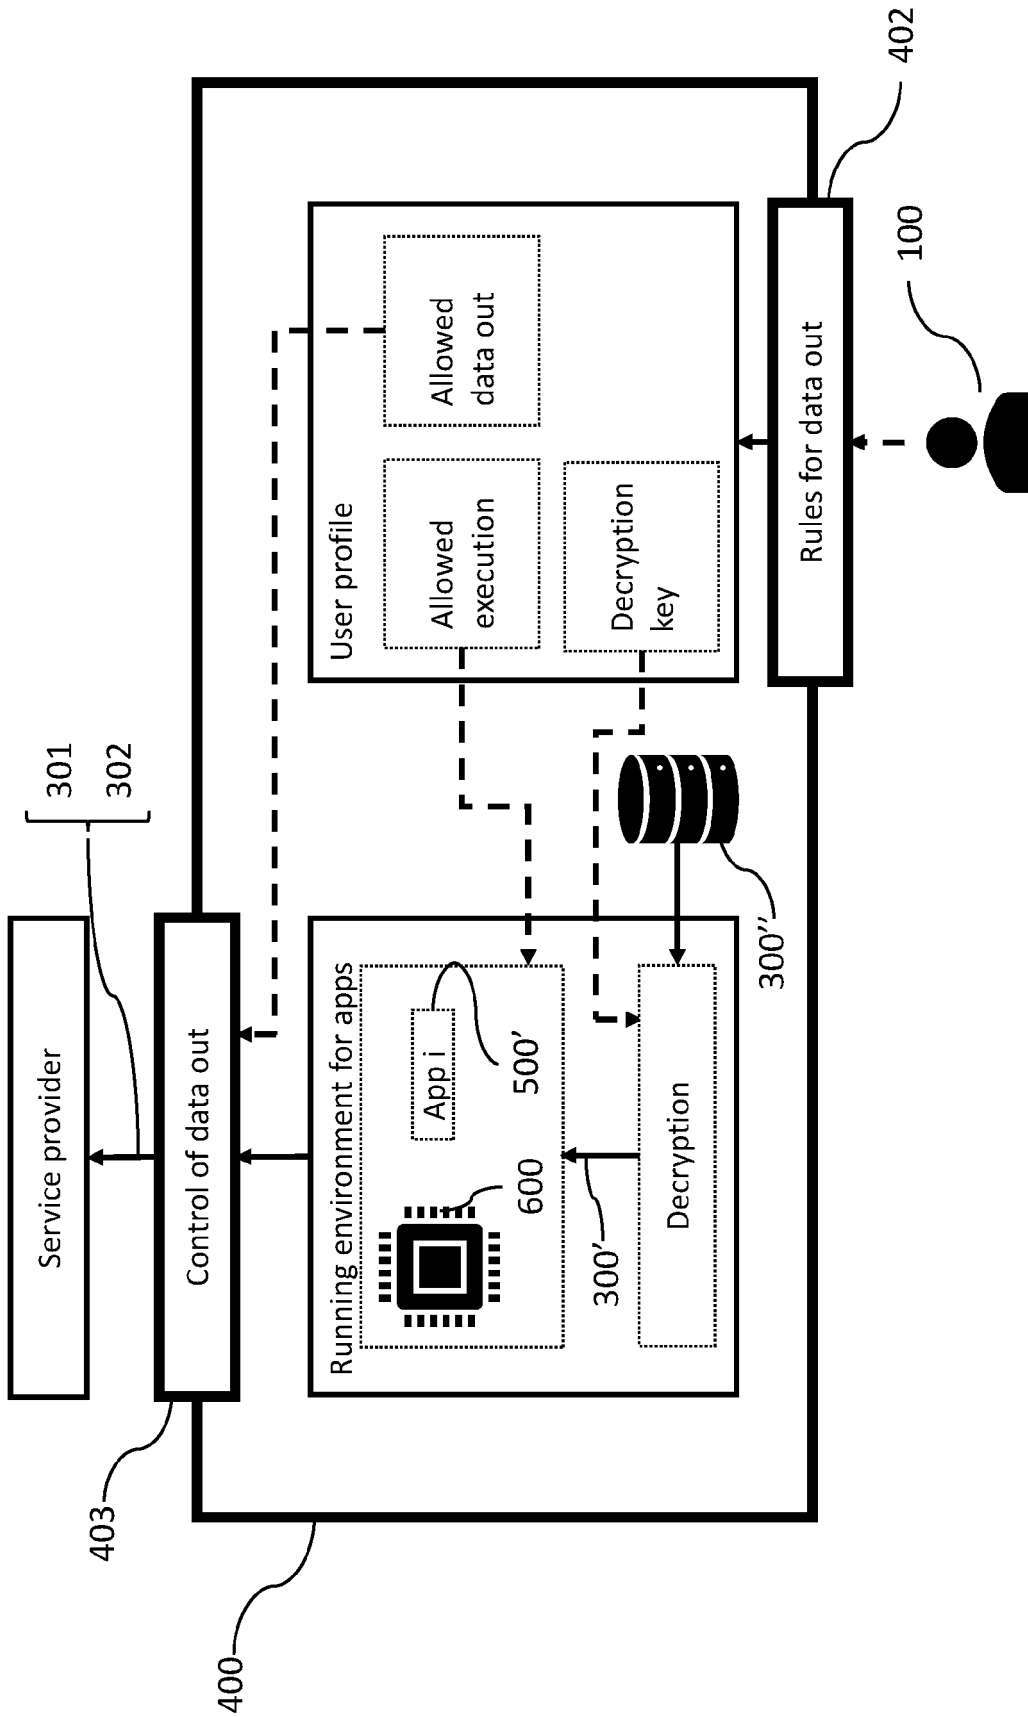 301
302
Service provider
403
Control of data out
400
Running environment for apps
App i
500'
600
300'
Decryption
300''
User profile
Allowed
execution
Allowed
data out
Decryption
key
Rules for data out
402
100